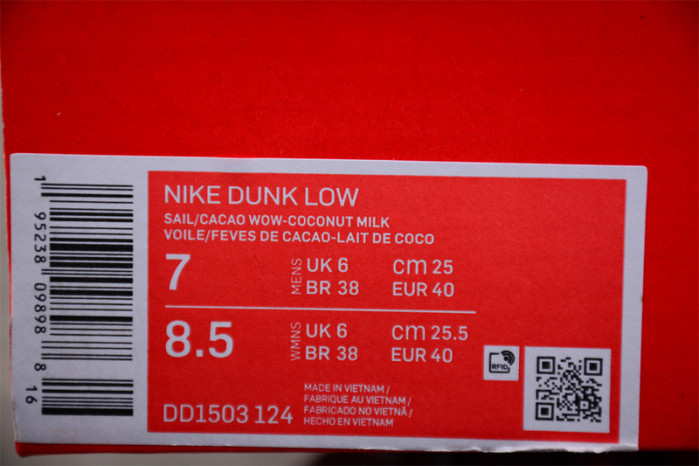 NIKE DUNK LOW
SAIL/CACAO WOW-COCONUT MILK
VOILE/FEVES DE CACAO-LAIT DE COCO
7 MENS UK 6 cm 25
BR 38 EUR 40
8.5 WMNS UK 6 cm 25.5
BR 38 EUR 40
RFID
MADE IN VIETNAM /
FABRIQUE AU VIETNAM /
FABRICADO NO VIETNÃ /
HECHO EN VIETNAM
DD1503 124
1 95238 09898 8 16